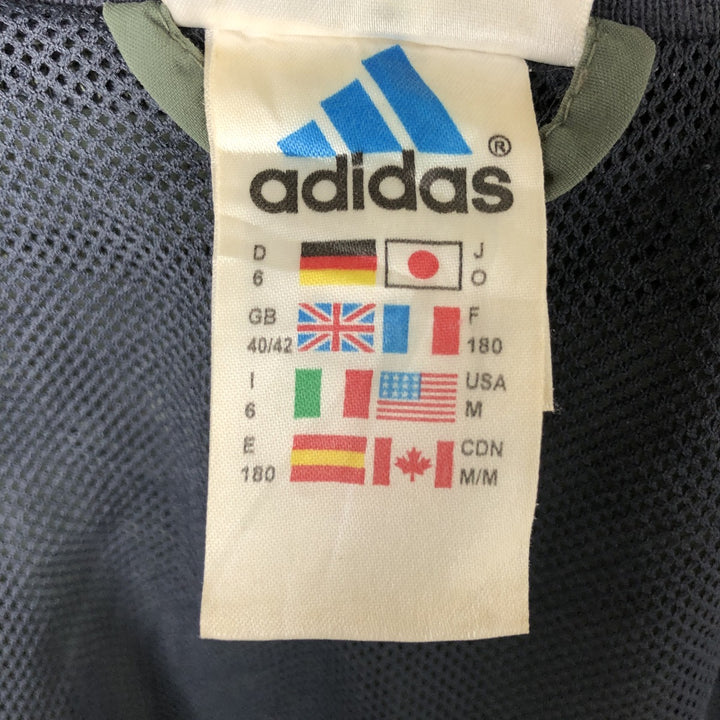 adidas ®
D J
6 O
GB F
40/42 180
I USA
6 M
E CDN
180 M/M